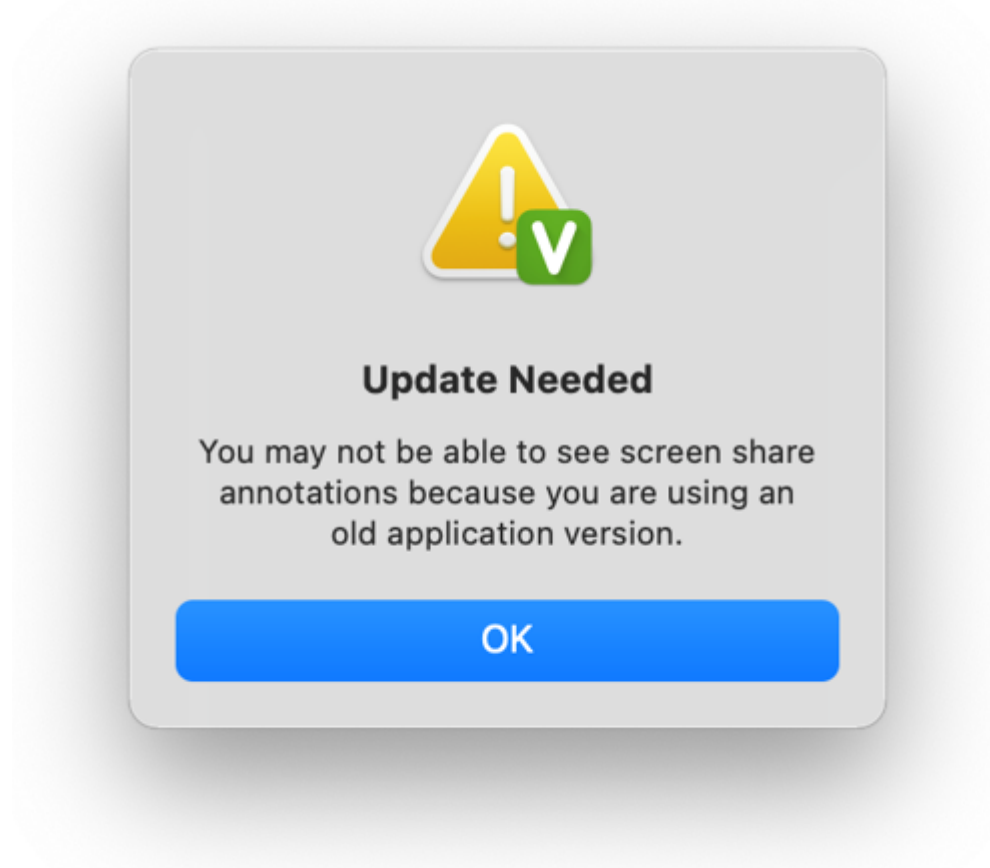 V
Update Needed
You may not be able to see screen share
annotations because you are using an
old application version.
OK